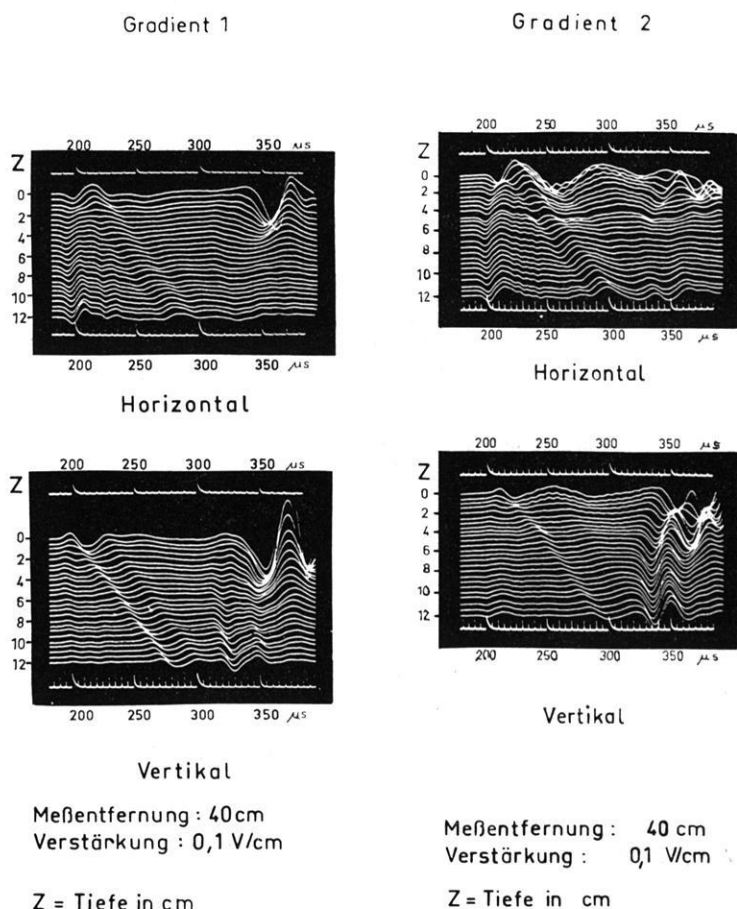 Gradient 1
200 250 300 350 µs
Z
0
2
4
6
8
10
12
200 250 300 350 µs
Horizontal
200 250 300 350 µs
Z
0
2
4
6
8
10
12
200 250 300 350 µs
Vertikal
Meßentfernung : 40 cm
Verstärkung : 0,1 V/cm
Z = Tiefe in cm
Gradient 2
200 250 300 350 µs
Z
0
2
4
6
8
10
12
200 250 300 350 µs
Horizontal
200 250 300 350 µs
Z
0
2
4
6
8
10
12
200 250 300 350 µs
Vertikal
Meßentfernung : 40 cm
Verstärkung : 0,1 V/cm
Z = Tiefe in cm